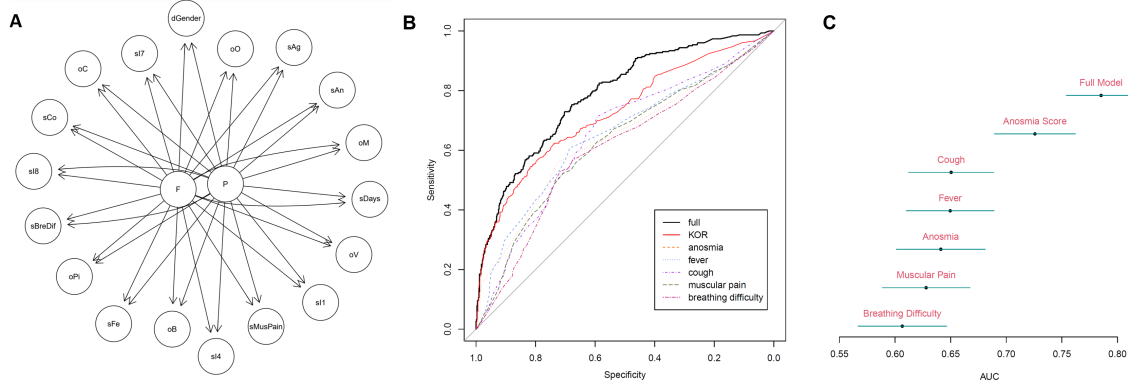 A
dGender
sI7
oO
sAg
oC
sAn
sCo
oM
sI8
F
P
sDays
sBreDif
oV
oPi
sI1
sFe
oB
sMusPain
sI4
B
Sensitivity
1.0
0.8
0.6
0.4
0.2
0.0
full
KOR
anosmia
fever
cough
muscular pain
breathing difficulty
1.0 0.8 0.6 0.4 0.2 0.0
Specificity
C
Full Model
Anosmia Score
Cough
Fever
Anosmia
Muscular Pain
Breathing Difficulty
0.55 0.60 0.65 0.70 0.75 0.80
AUC